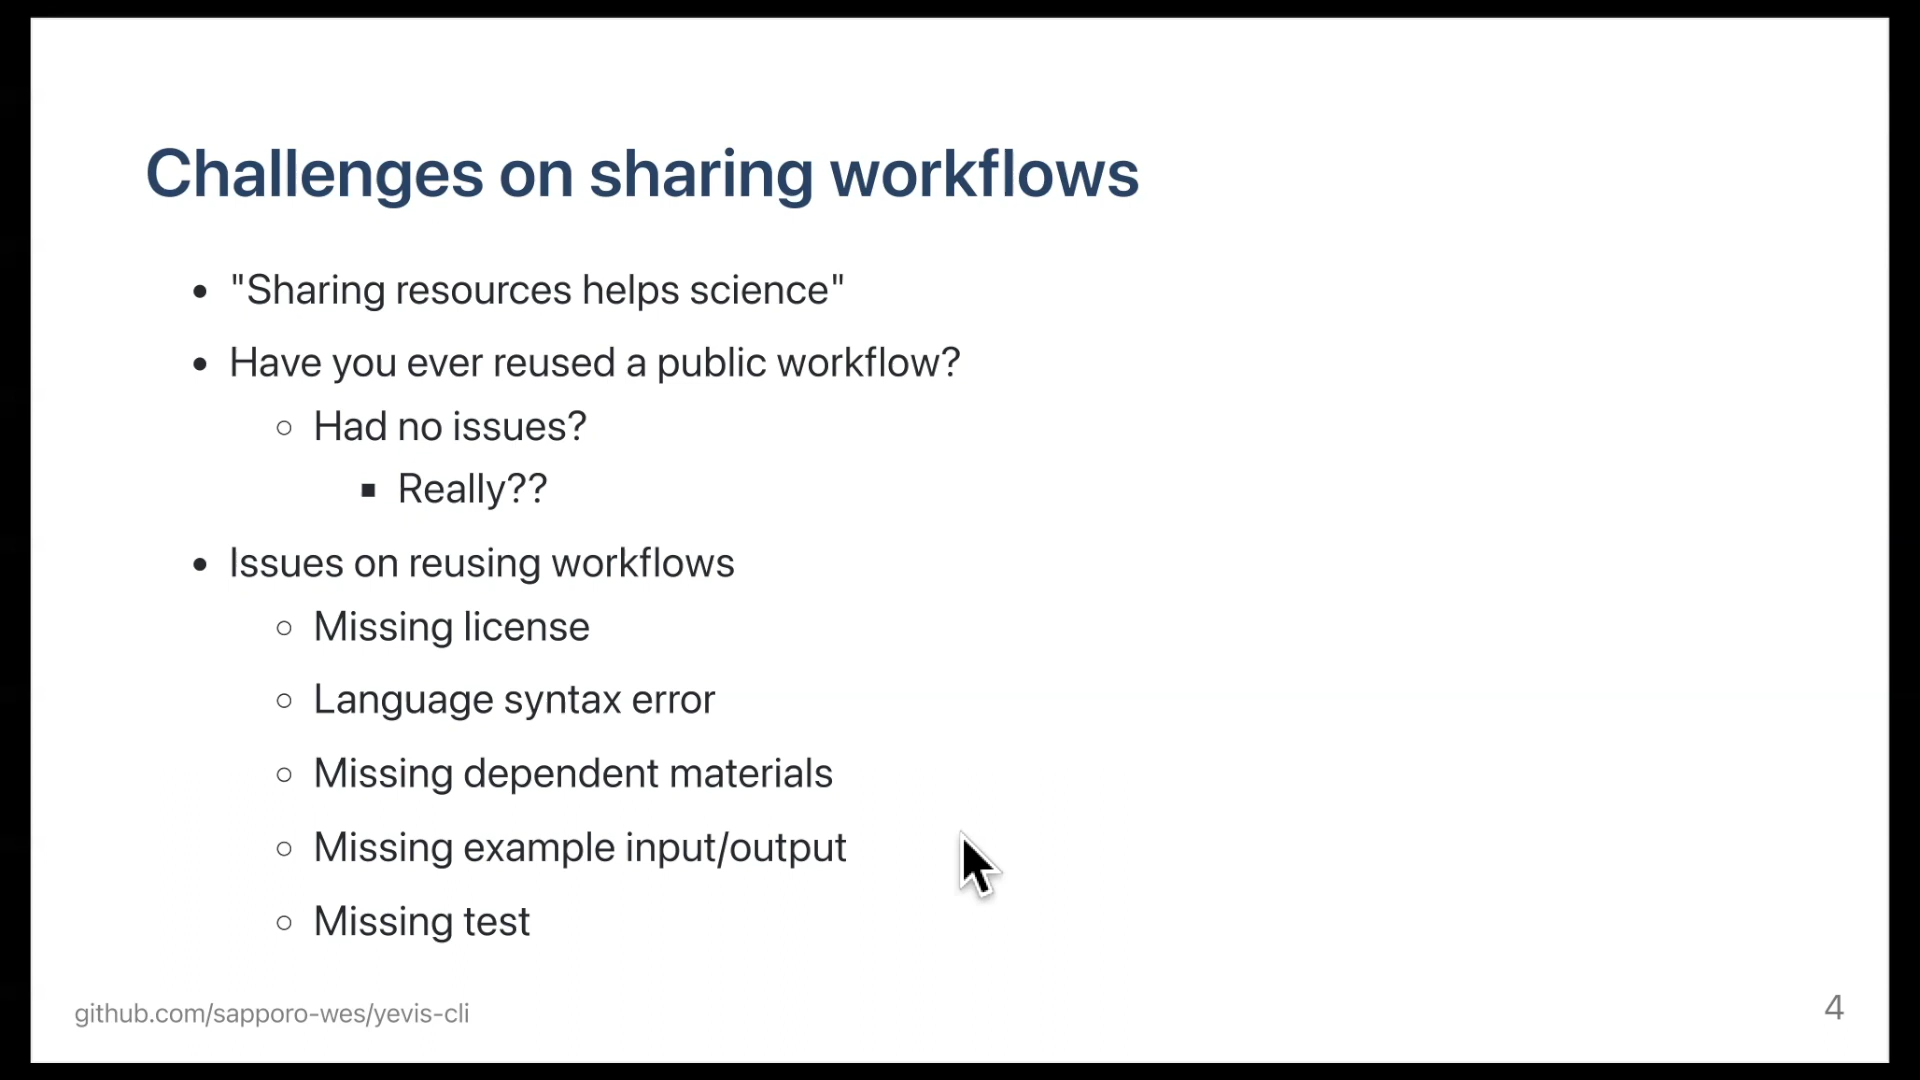 Challenges on sharing workflows
"Sharing resources helps science"
Have you ever reused a public workflow?
Had no issues?
Really??
Issues on reusing workflows
Missing license
Language syntax error
Missing dependent materials
Missing example input/output
Missing test
github.com/sapporo-wes/yevis-cli
4